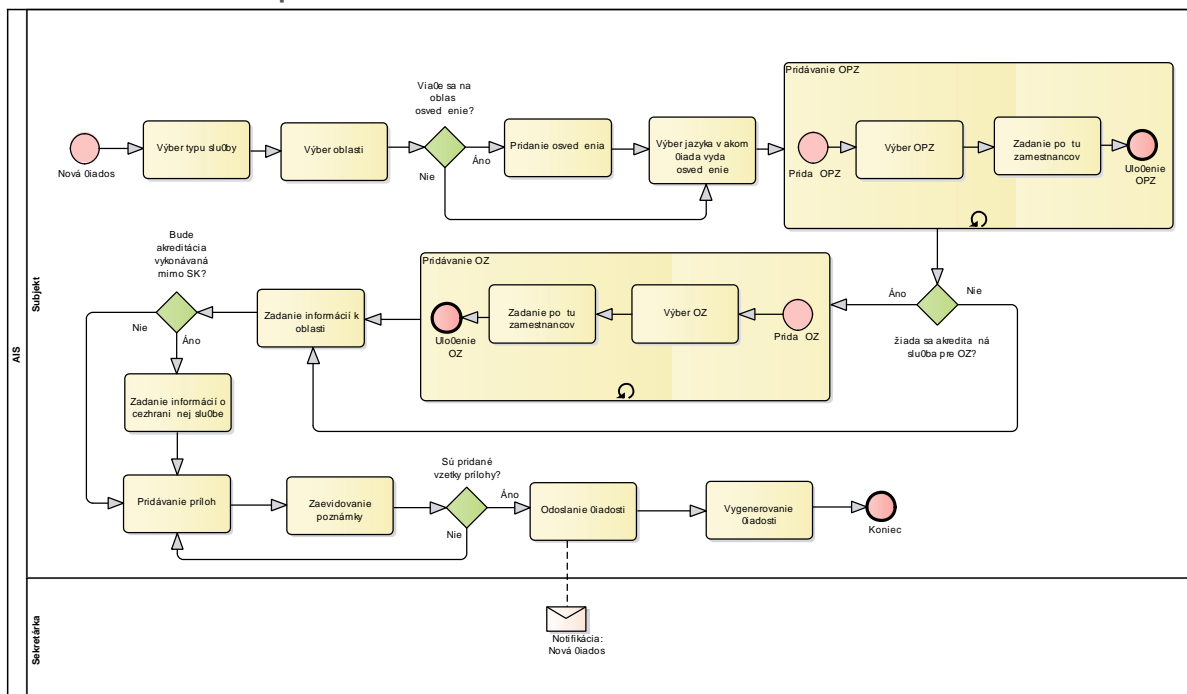 AIS
Subjekt
Nová 0iados
Výber typu slu0by
Výber oblasti
Via0e sa na
oblas
osved enie?
Áno
Nie
Pridanie osved enia
Výber jazyka v akom
0iada vyda
osved enie
Pridávanie OPZ
Prida OPZ
Výber OPZ
Zadanie po tu
zamestnancov
Ulo0enie
OPZ
Áno
Nie
žiada sa akredita ná
slu0ba pre OZ?
Pridávanie OZ
Prida OZ
Výber OZ
Zadanie po tu
zamestnancov
Ulo0enie
OZ
Zadanie informácií k
oblasti
Bude
akreditácia
vykonávaná
mimo SK?
Nie
Áno
Zadanie informácií o
cezhrani nej slu0be
Pridávanie príloh
Zaevidovanie
poznámky
Sú pridané
vzetky prílohy?
Áno
Nie
Odoslanie 0iadosti
Vygenerovanie
0iadosti
Koniec
Sekretárka
Notifikácia:
Nová 0iados